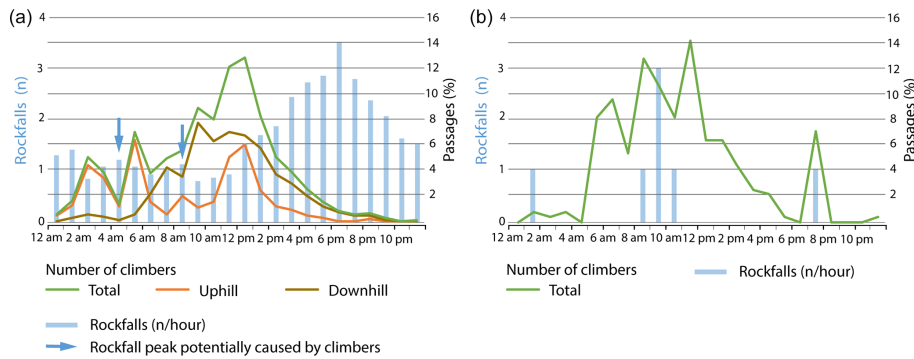 (a)
4
3
2
1
0
Rockfalls (n)
16
14
12
10
8
6
4
2
Passages (%)
12 am 2 am 4 am 6 am 8 am 10 am 12 pm 2 pm 4 pm 6 pm 8 pm 10 pm
Number of climbers
Total Uphill Downhill
Rockfalls (n/hour)
Rockfall peak potentially caused by climbers
(b)
4
3
2
1
0
Rockfalls (n)
16
14
12
10
8
6
4
2
Passages (%)
12 am 2 am 4 am 6 am 8 am 10 am 12 pm 2 pm 4 pm 6 pm 8 pm 10 pm
Number of climbers
Total
Rockfalls (n/hour)